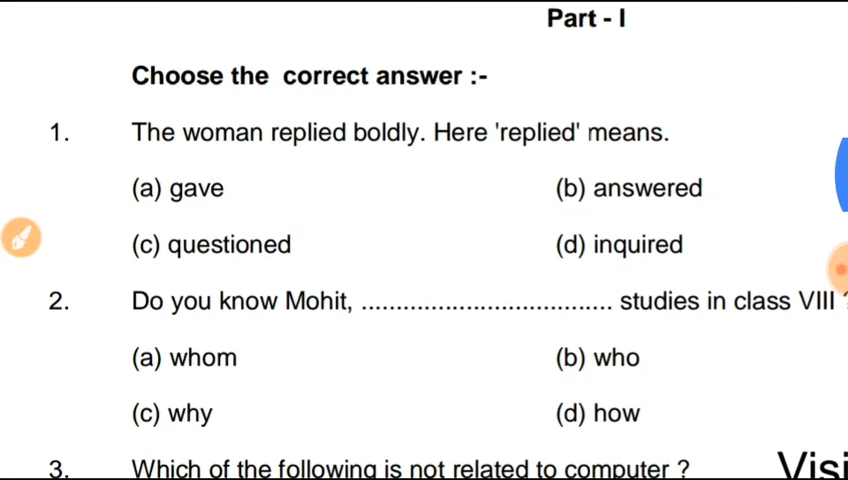 Part - I
Choose the  correct answer :-
1. The woman replied boldly. Here 'replied' means.
(a) gave (b) answered
(c) questioned (d) inquired
2. Do you know Mohit, .................................... studies in class VIII ?
(a) whom (b) who
(c) why (d) how
3. Which of the following is not related to computer ?